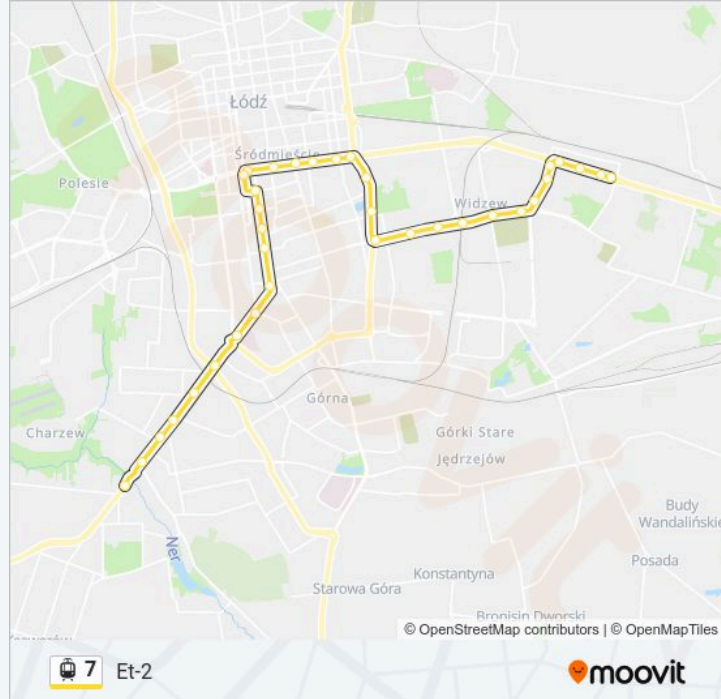 Łódź
Śródmieście
Polesie
Widzew
Górna
Charzew
Górki Stare
Jędrzejów
Budy
Wandalińskie
Ner
Posada
Konstantyna
Starowa Góra
Bronisin Dworski
© OpenStreetMap contributors | © OpenMapTiles
7 Et-2
moovit